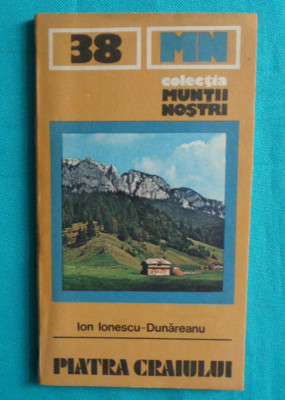 38 MN
colecția
MUNȚII
NOȘTRI
Ion Ionescu-Dunăreanu
PIATRA CRAIULUI